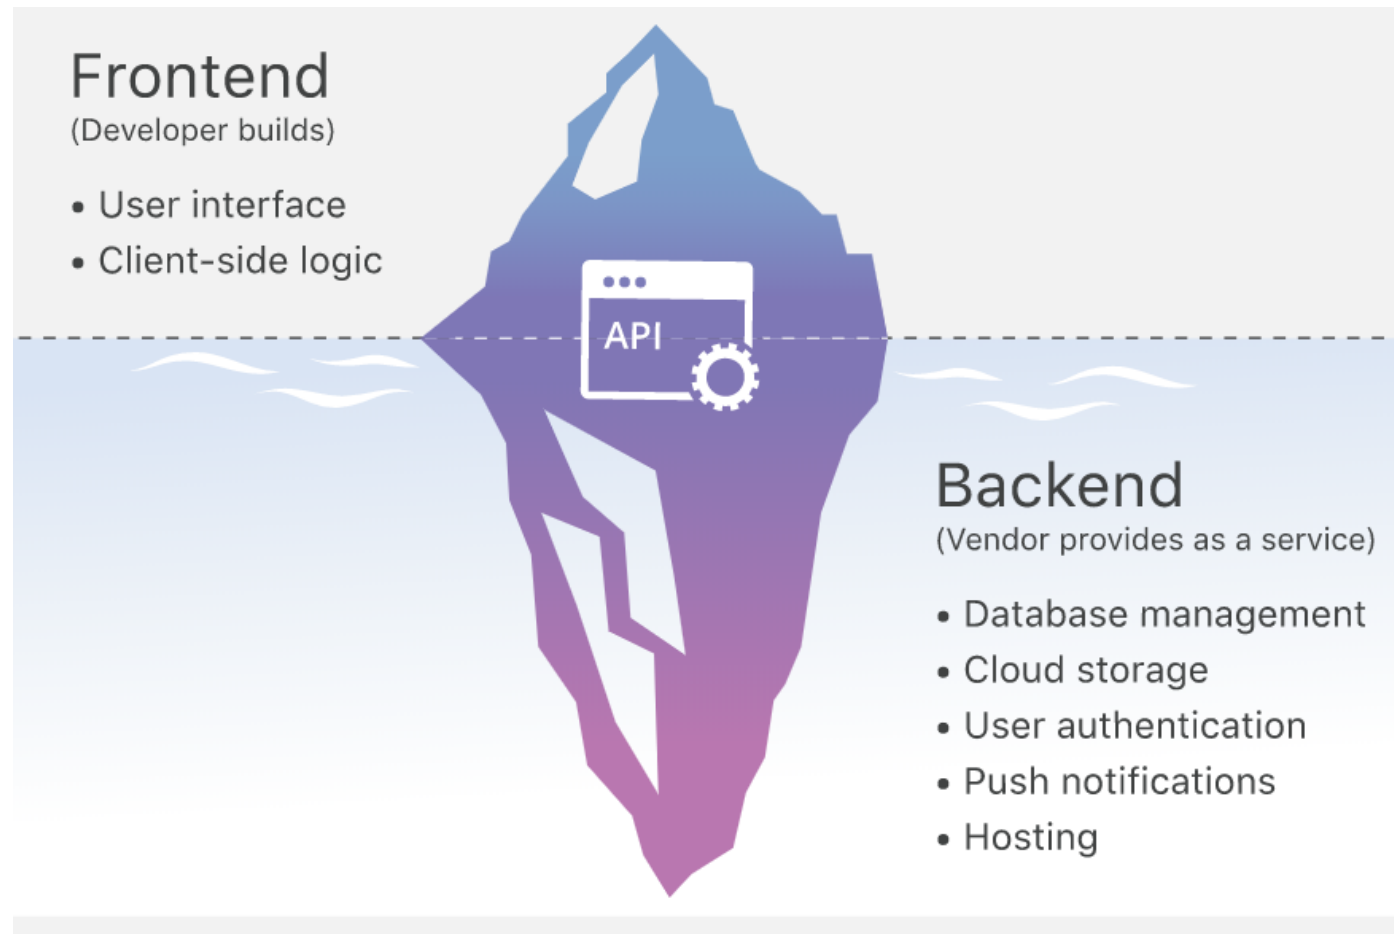 Frontend
(Developer builds)
• User interface
• Client-side logic
API
Backend
(Vendor provides as a service)
• Database management
• Cloud storage
• User authentication
• Push notifications
• Hosting